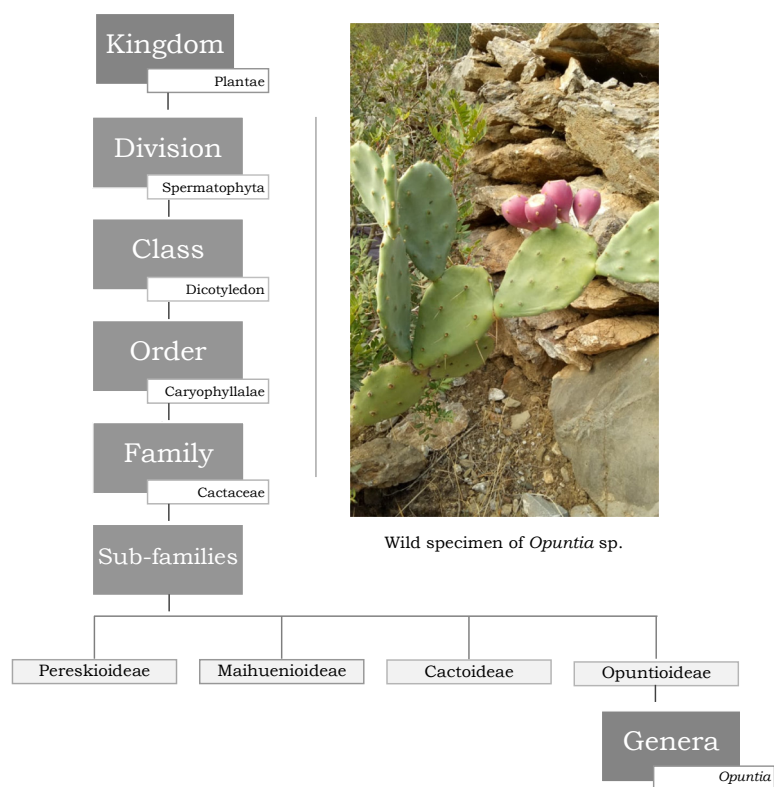 Kingdom
Plantae
Division
Spermatophyta
Class
Dicotyledon
Order
Caryophyllalae
Family
Cactaceae
Wild specimen of Opuntia sp.
Sub-families
Pereskioideae
Maihuenioideae
Cactoideae
Opuntioideae
Genera
Opuntia